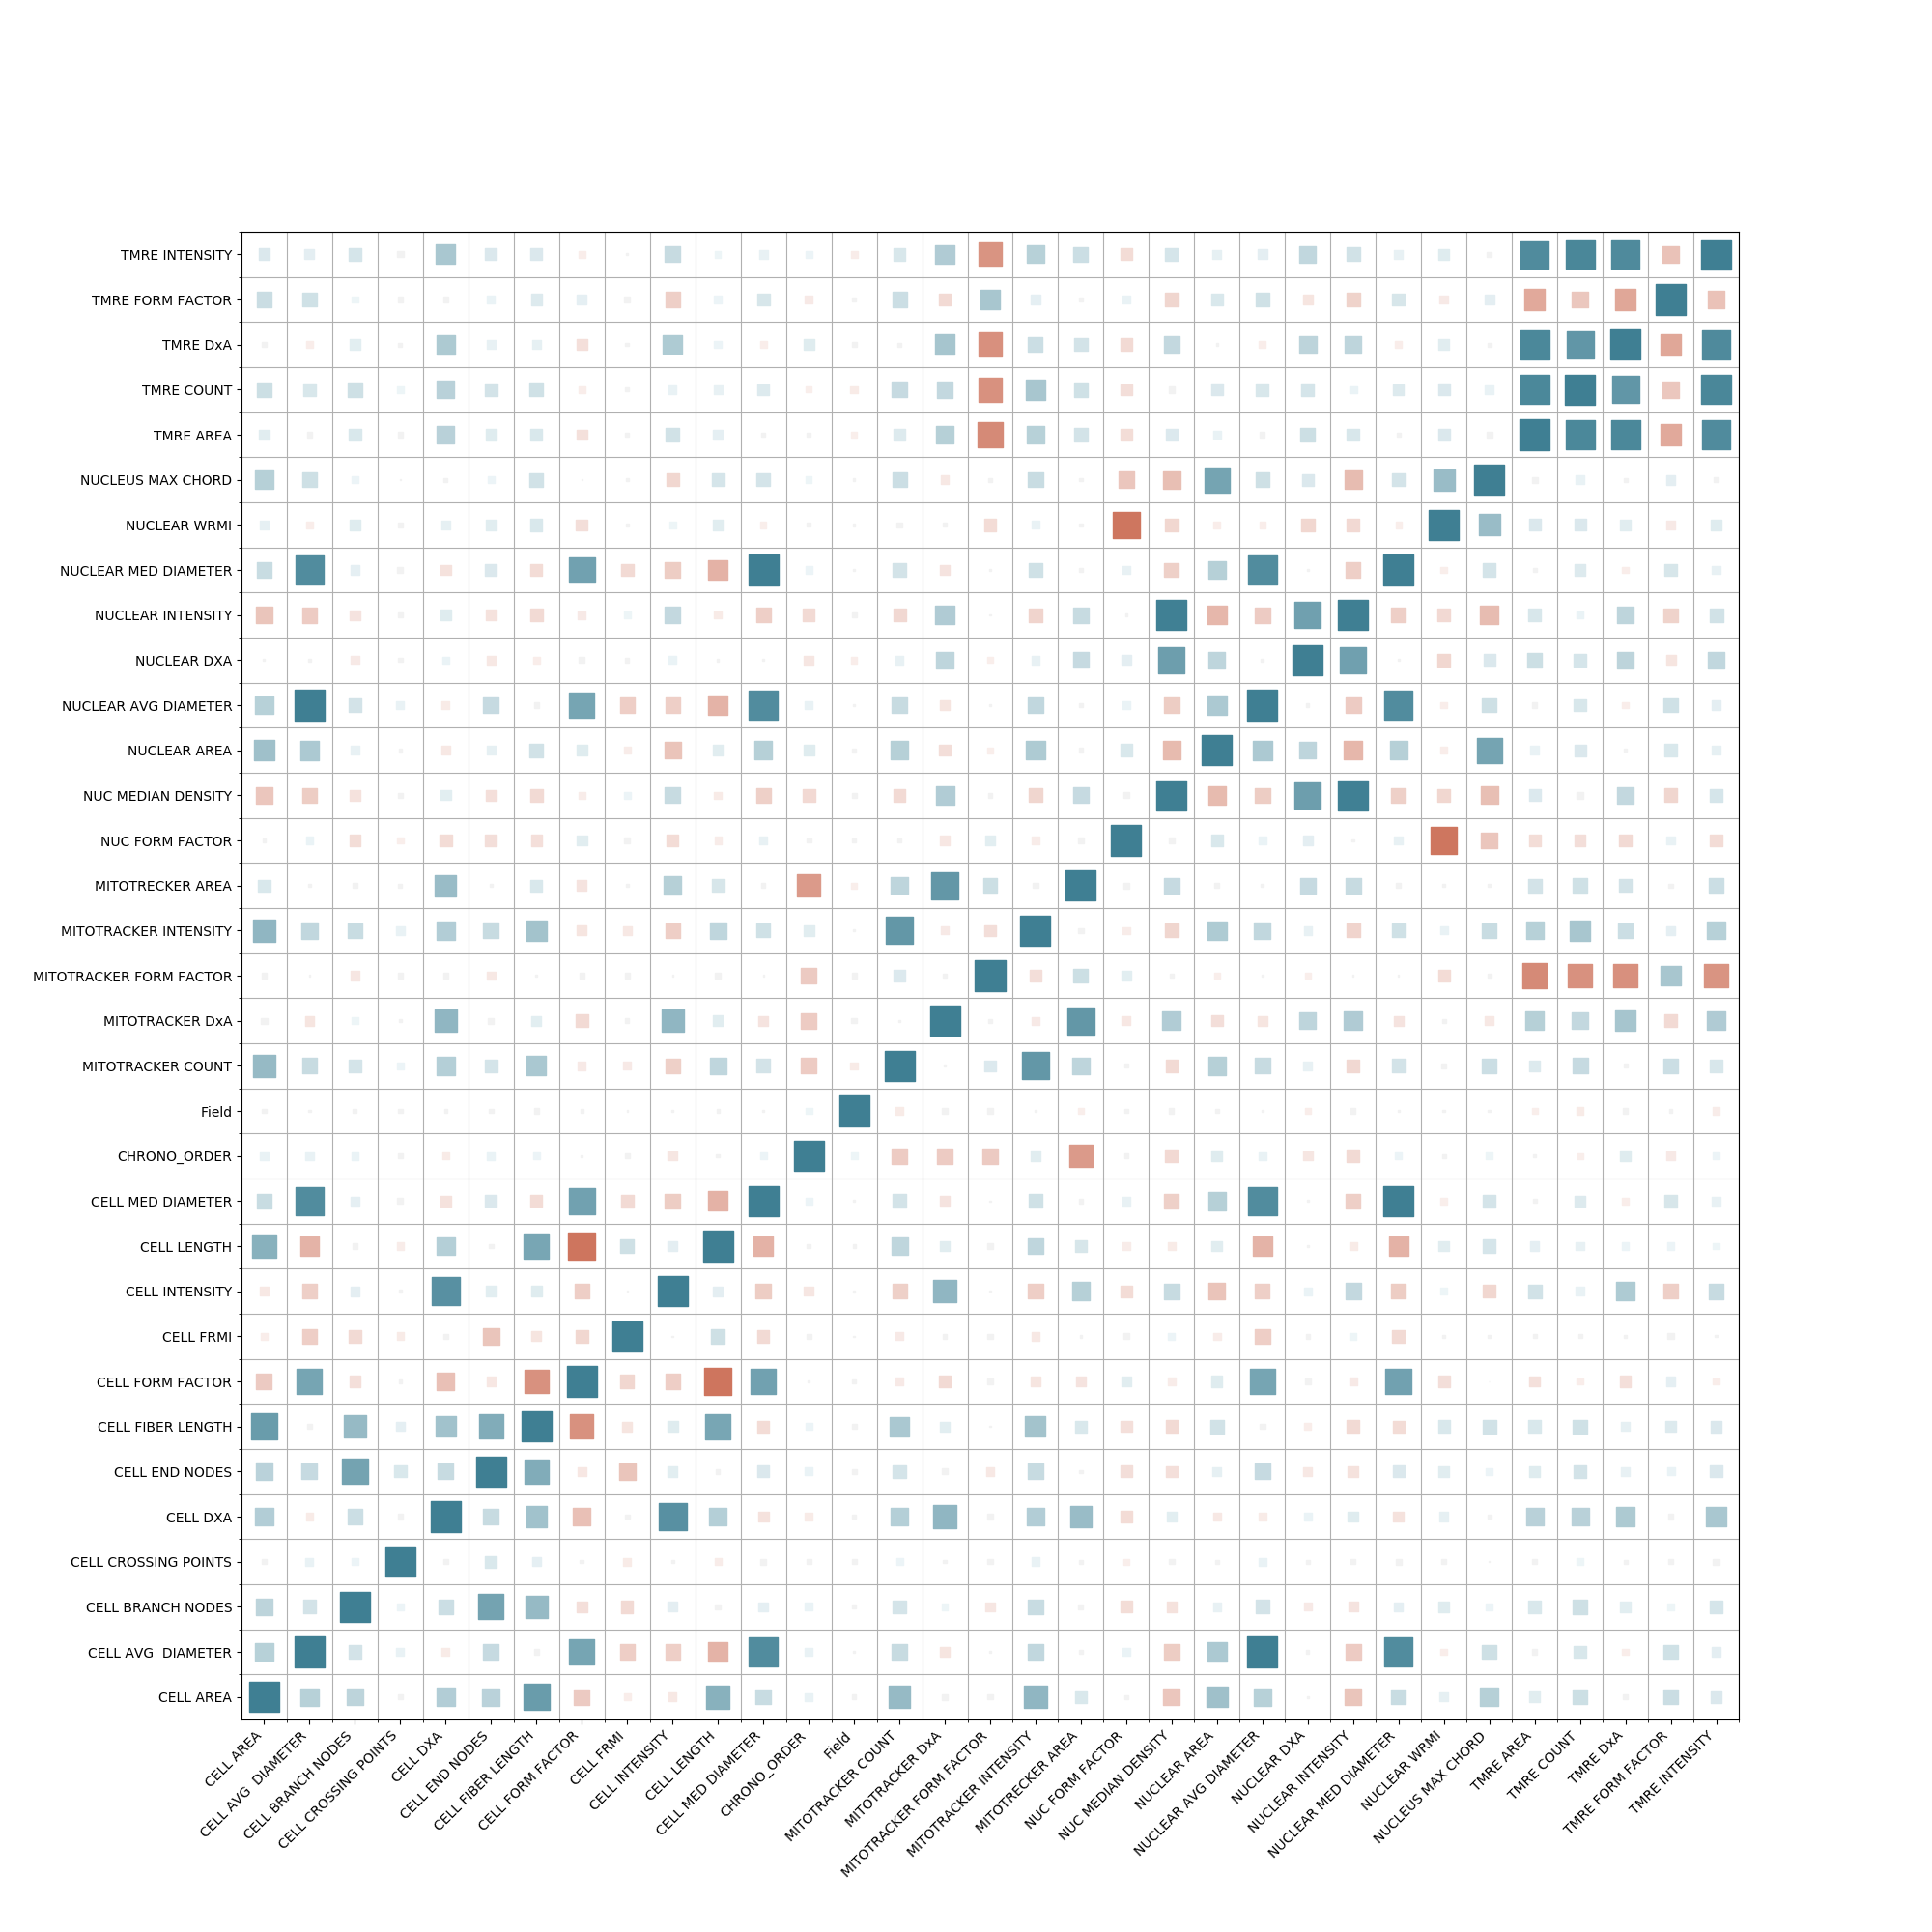 TMRE INTENSITY
TMRE FORM FACTOR
TMRE DxA
TMRE COUNT
TMRE AREA
NUCLEUS MAX CHORD
NUCLEAR WRMI
NUCLEAR MED DIAMETER
NUCLEAR INTENSITY
NUCLEAR DXA
NUCLEAR AVG DIAMETER
NUCLEAR AREA
NUC MEDIAN DENSITY
NUC FORM FACTOR
MITOTRECKER AREA
MITOTRACKER INTENSITY
MITOTRACKER FORM FACTOR
MITOTRACKER DxA
MITOTRACKER COUNT
Field
CHRONO_ORDER
CELL MED DIAMETER
CELL LENGTH
CELL INTENSITY
CELL FRMI
CELL FORM FACTOR
CELL FIBER LENGTH
CELL END NODES
CELL DXA
CELL CROSSING POINTS
CELL BRANCH NODES
CELL AVG  DIAMETER
CELL AREA
CELL AREA
CELL AVG  DIAMETER
CELL BRANCH NODES
CELL CROSSING POINTS
CELL DXA
CELL END NODES
CELL FIBER LENGTH
CELL FORM FACTOR
CELL FRMI
CELL INTENSITY
CELL LENGTH
CELL MED DIAMETER
CHRONO_ORDER
Field
MITOTRACKER COUNT
MITOTRACKER DxA
MITOTRACKER FORM FACTOR
MITOTRACKER INTENSITY
MITOTRECKER AREA
NUC FORM FACTOR
NUC MEDIAN DENSITY
NUCLEAR AREA
NUCLEAR AVG DIAMETER
NUCLEAR DXA
NUCLEAR INTENSITY
NUCLEAR MED DIAMETER
NUCLEAR WRMI
NUCLEUS MAX CHORD
TMRE AREA
TMRE COUNT
TMRE DxA
TMRE FORM FACTOR
TMRE INTENSITY